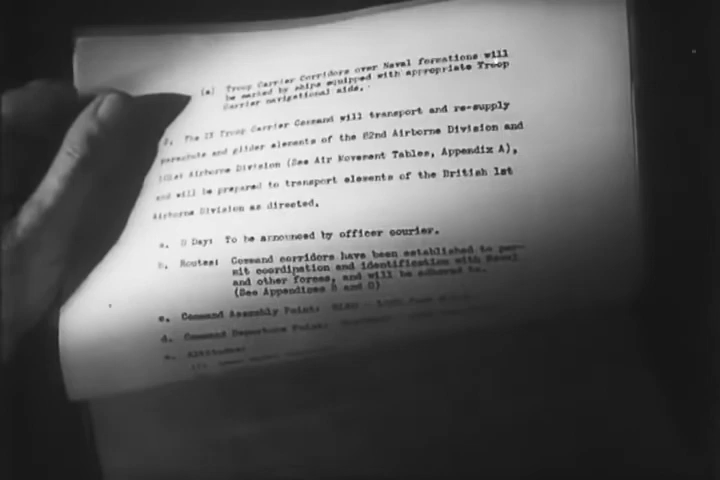 (a) Troop Carrier Corridors over Naval formations will
be marked by ships equipped with appropriate Troop
Carrier navigational aids.
The IX Troop Carrier Command will transport and re-supply
parachute and glider elements of the 82nd Airborne Division and
101st Airborne Division (See Air Movement Tables, Appendix A),
and will be prepared to transport elements of the British 1st
Airborne Division as directed.
a. D Day: To be announced by officer courier.
b. Routes: Command corridors have been established to per-
mit coordination and identification with Naval
and other forces, and will be adhered to.
(See Appendices B and D)
c. Command Assembly Point:
d. Command Departure Point:
e. Altitudes: